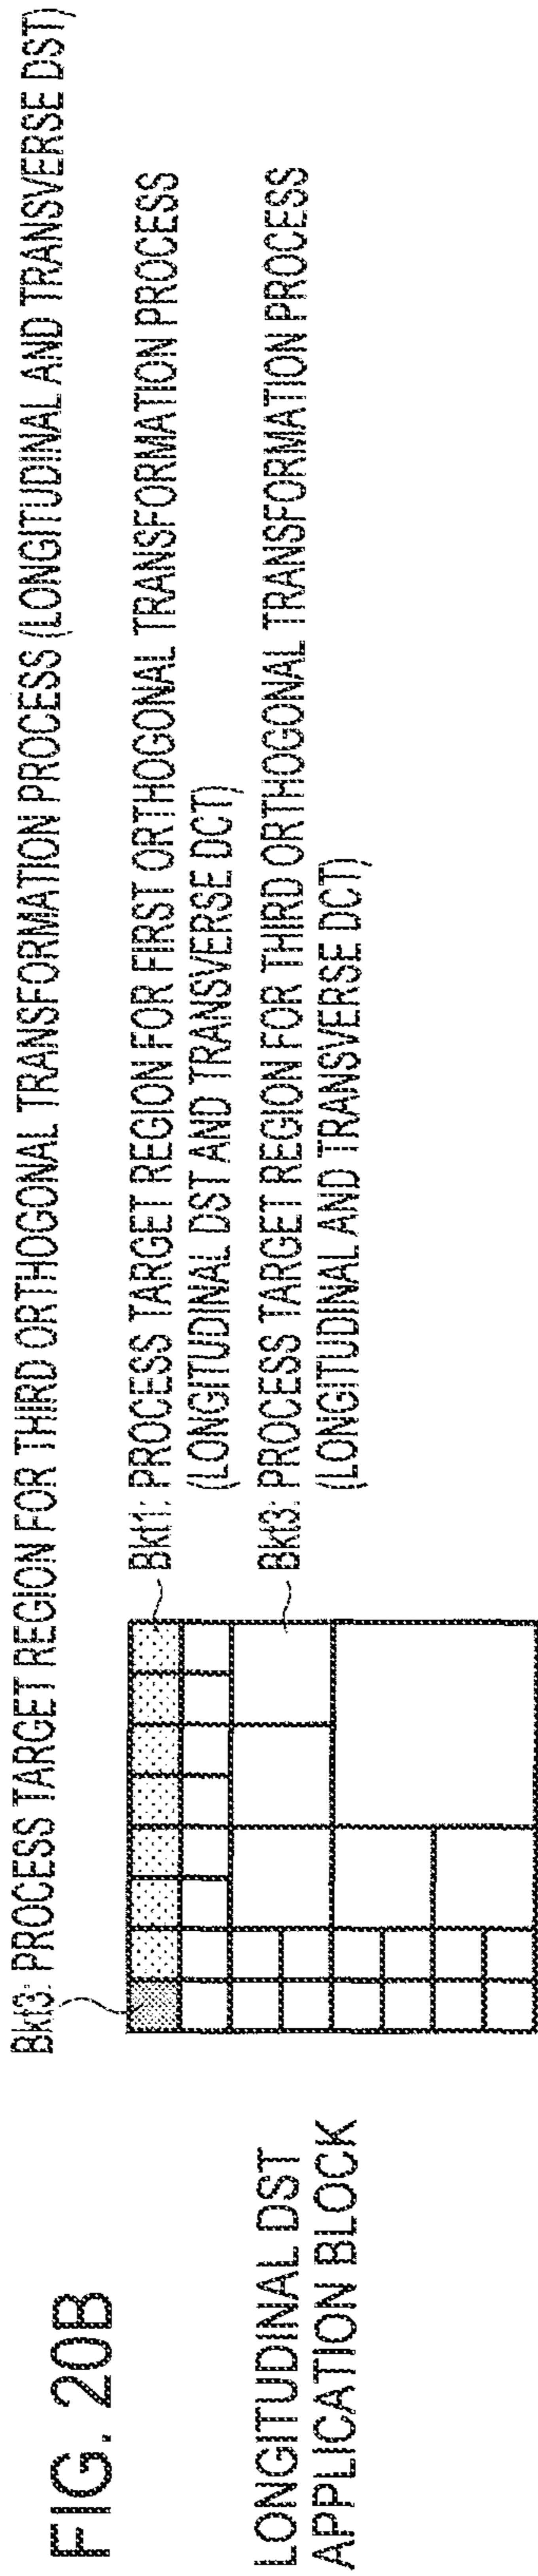 FIG. 20B
Bkt3: PROCESS TARGET REGION FOR THIRD ORTHOGONAL TRANSFORMATION PROCESS (LONGITUDINAL AND TRANSVERSE DST)
Bkt1: PROCESS TARGET REGION FOR FIRST ORTHOGONAL TRANSFORMATION PROCESS
(LONGITUDINAL DST AND TRANSVERSE DCT)
Bkt3: PROCESS TARGET REGION FOR THIRD ORTHOGONAL TRANSFORMATION PROCESS
(LONGITUDINAL AND TRANSVERSE DCT)
LONGITUDINAL DST
APPLICATION BLOCK